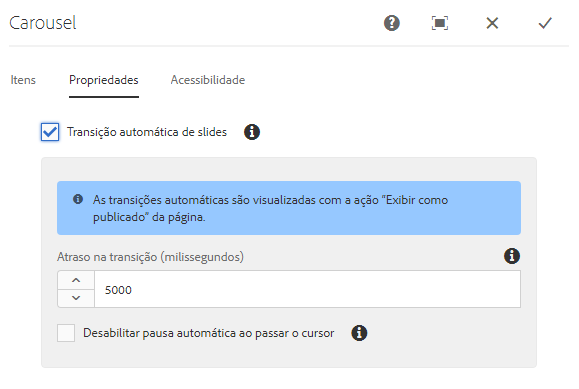 Carousel
Itens
Propriedades
Acessibilidade
Transição automática de slides
As transições automáticas são visualizadas com a ação “Exibir como
publicado” da página.
Atraso na transição (milissegundos)
5000
Desabilitar pausa automática ao passar o cursor